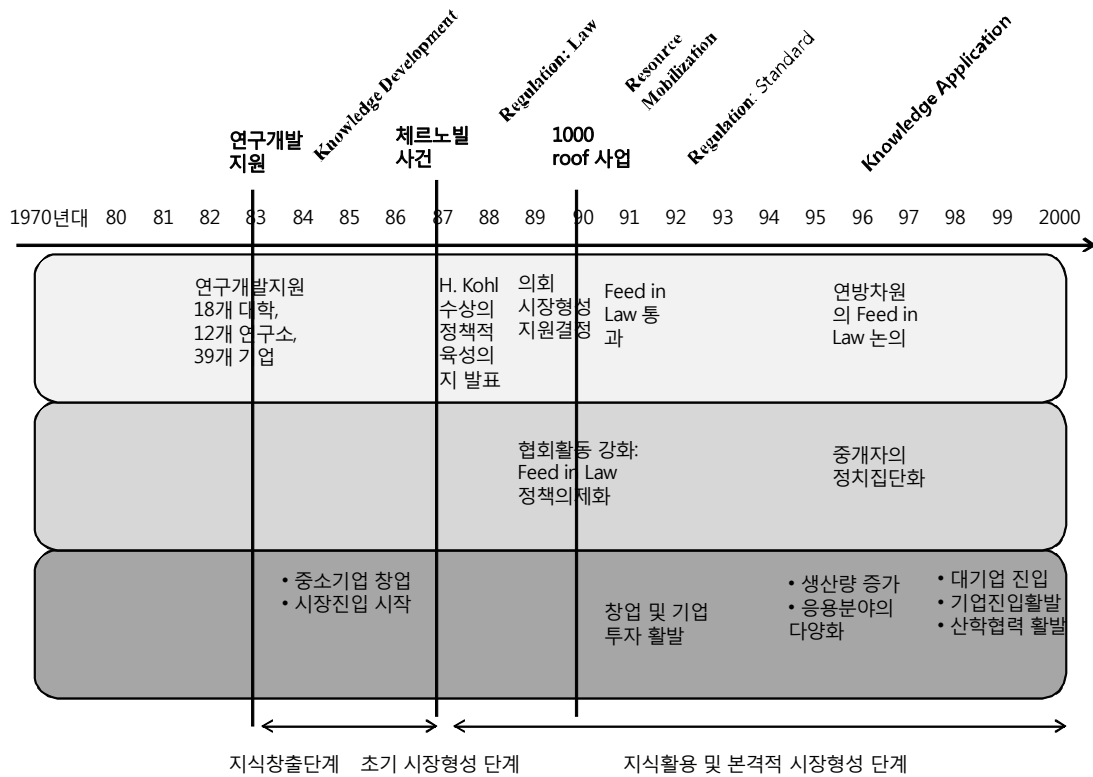 Knowledge Development
Regulation: Law
Resource
Mobilization
Regulation: Standard
Knowledge Application
연구개발
지원
체르노빌
사건
1000
roof 사업
1970년대 80 81 82 83 84 85 86 87 88 89 90 91 92 93 94 95 96 97 98 99 2000
연구개발지원
18개 대학,
12개 연구소,
39개 기업
H. Kohl
수상의
정책적
육성의
지 발표
의회
시장형성
지원결정
Feed in
Law 통
과
연방차원
의 Feed in
Law 논의
협회활동 강화:
Feed in Law
정책의제화
중개자의
정치집단화
• 중소기업 창업
• 시장진입 시작
창업 및 기업
투자 활발
• 생산량 증가
• 응용분야의
다양화
• 대기업 진입
• 기업진입활발
• 산학협력 활발
지식창출단계 초기 시장형성 단계 지식활용 및 본격적 시장형성 단계